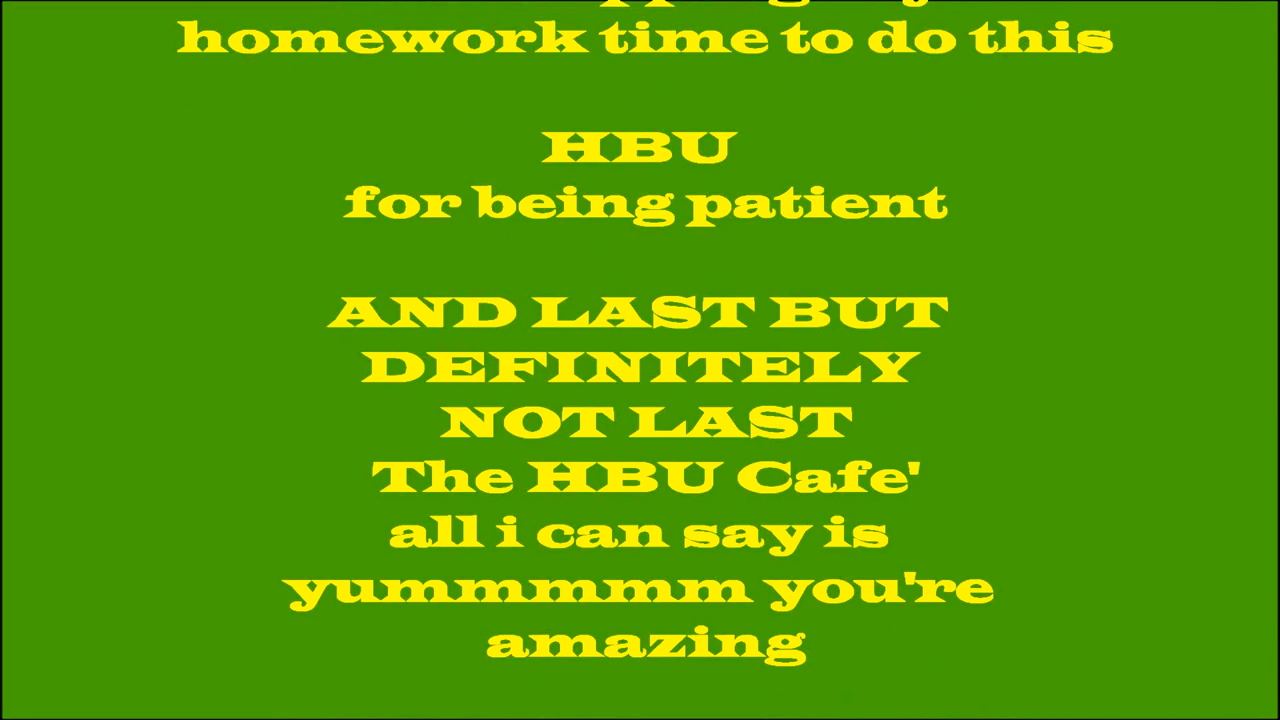 homework time to do this
HBU
for being patient
AND LAST BUT
DEFINITELY
NOT LAST
The HBU Cafe'
all i can say is
yummmmm you're
amazing